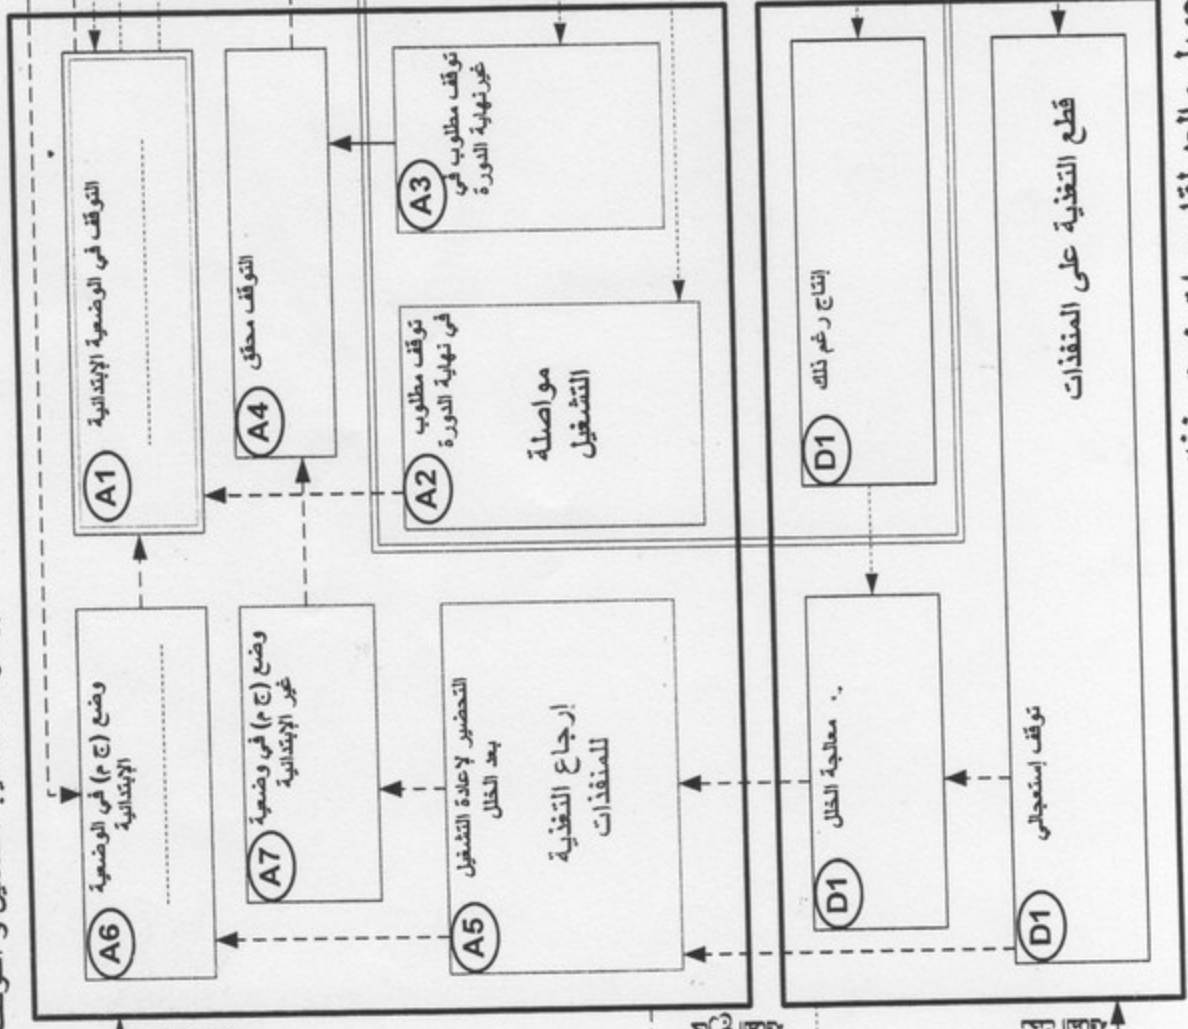 A6
وضع (ج م) في الوضعية
الإبتدائية
A1
التوقف في الوضعية الإبتدائية
A7
وضع (ج م) في وضعية
غير الإبتدائية
A4
التوقف محقق
A5
التحضير لإعادة التشغيل
بعد الخلل
إرجاع التغذية
للمنفذات
A2
توقف مطلوب
في نهاية الدورة
مواصلة
التشغيل
A3
توقف مطلوب في
غير نهاية الدورة
D1
معالجة الخلل
D1
إنتاج رغم ذلك
D1
توقف إستعجالي
قطع التغذية على المنفذات